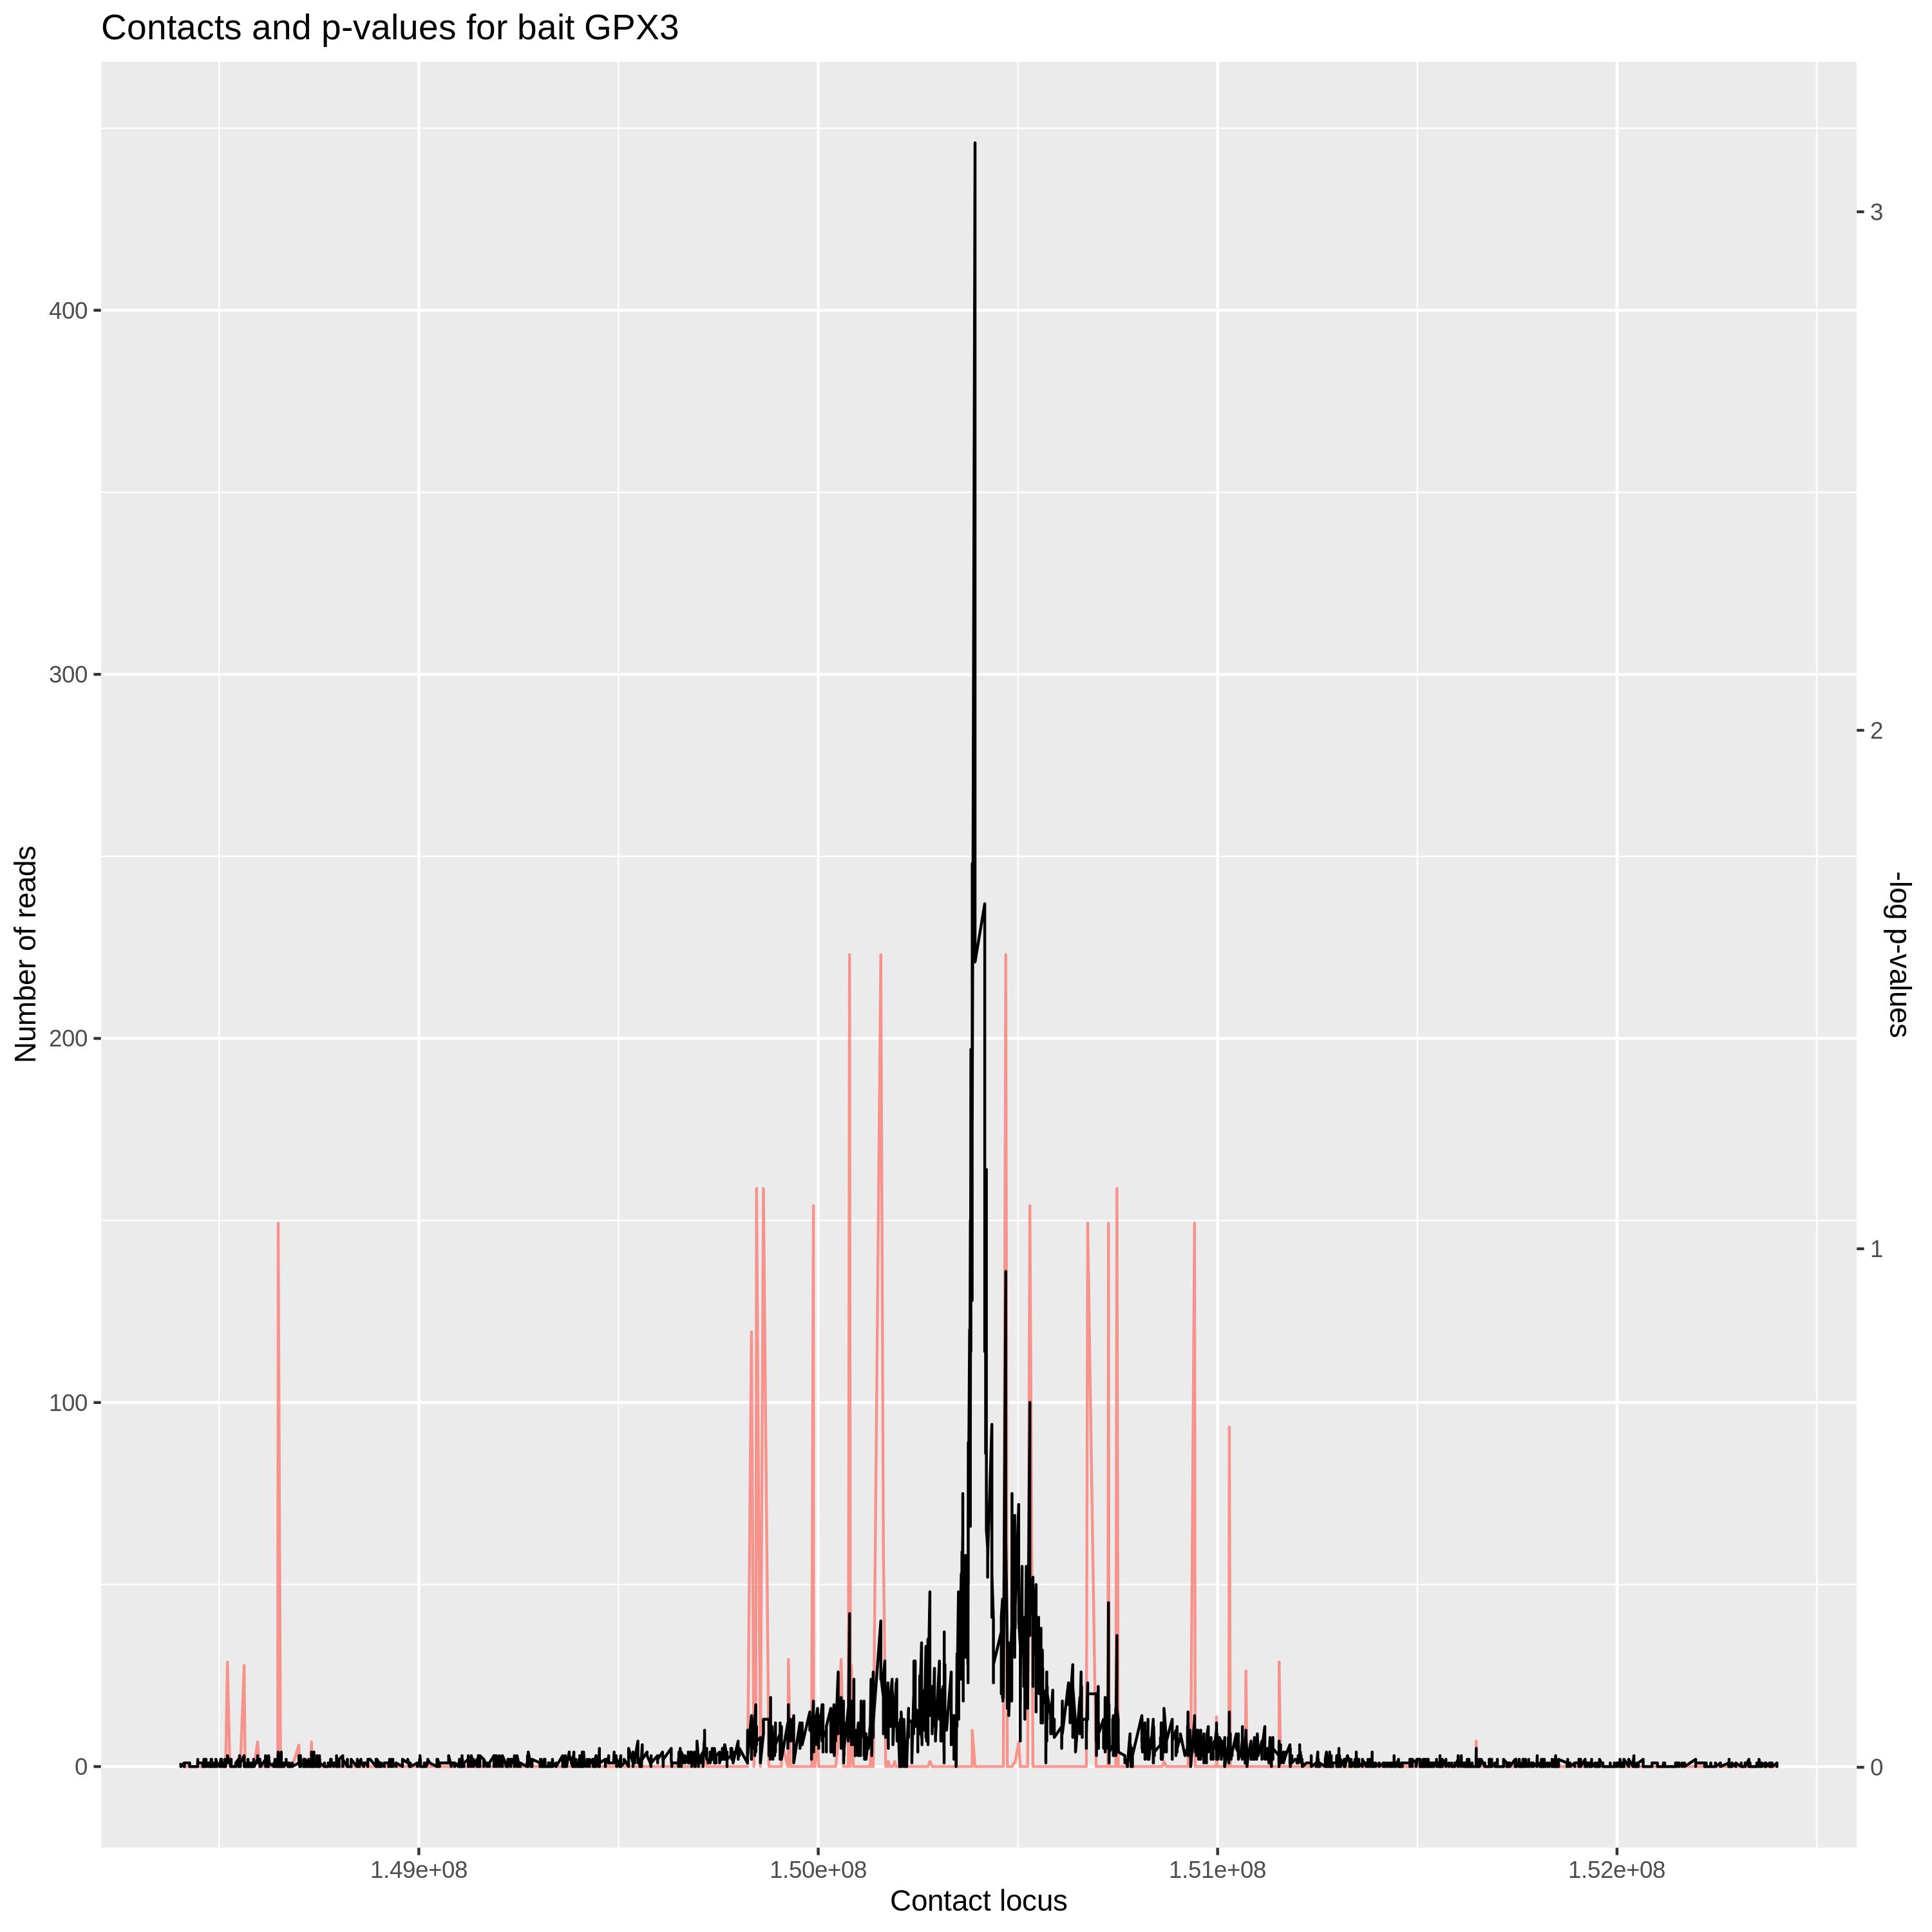 Contacts and p-values for bait GPX3
400
300
200
100
0
Number of reads
3
2
1
0
-log p-values
1.49e+08
1.50e+08
1.51e+08
1.52e+08
Contact locus